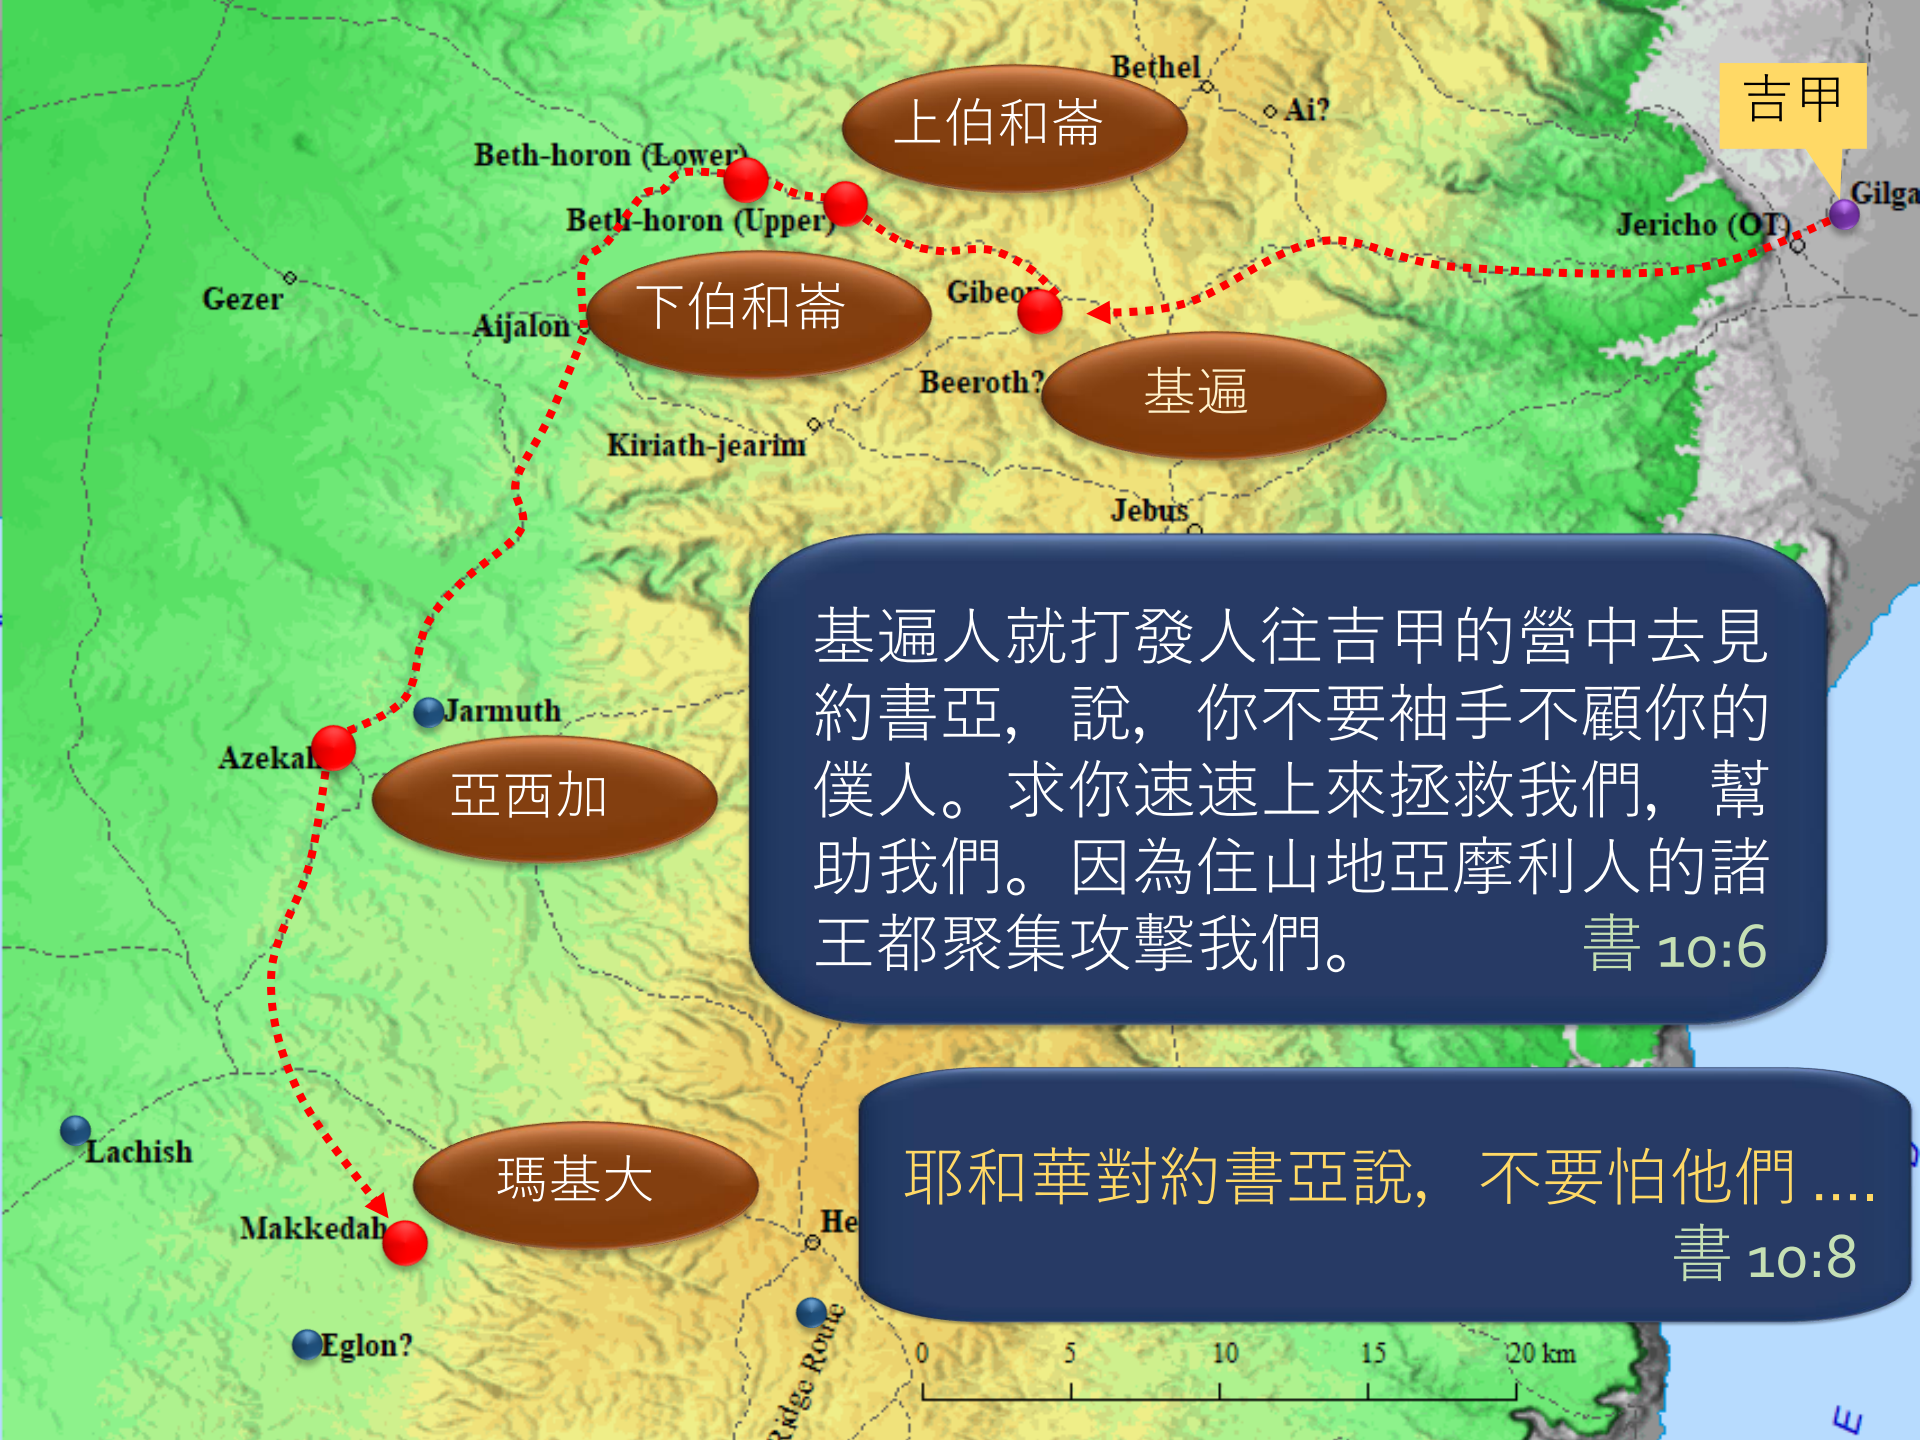 Bethel
上伯和崙
Ai?
吉甲
Beth-horon (Lower)
Gilga
Beth-horon (Upper)
Jericho (OT)
下伯和崙
Gibeon
Gezer
Aijalon
基遍
Beeroth?
Kiriath-jearim
Jebus
基遍人就打發人往吉甲的營中去見
約書亞，說，你不要袖手不顧你的
僕人。求你速速上來拯救我們，幫
助我們。因為住山地亞摩利人的諸
王都聚集攻擊我們。 書 10:6
Jarmuth
Azekah
亞西加
Lachish
瑪基大
耶和華對約書亞說，不要怕他們 ....
書 10:8
Makkedah
He
Eglon?
Ridge Route
0 5 10 15 20 km
E